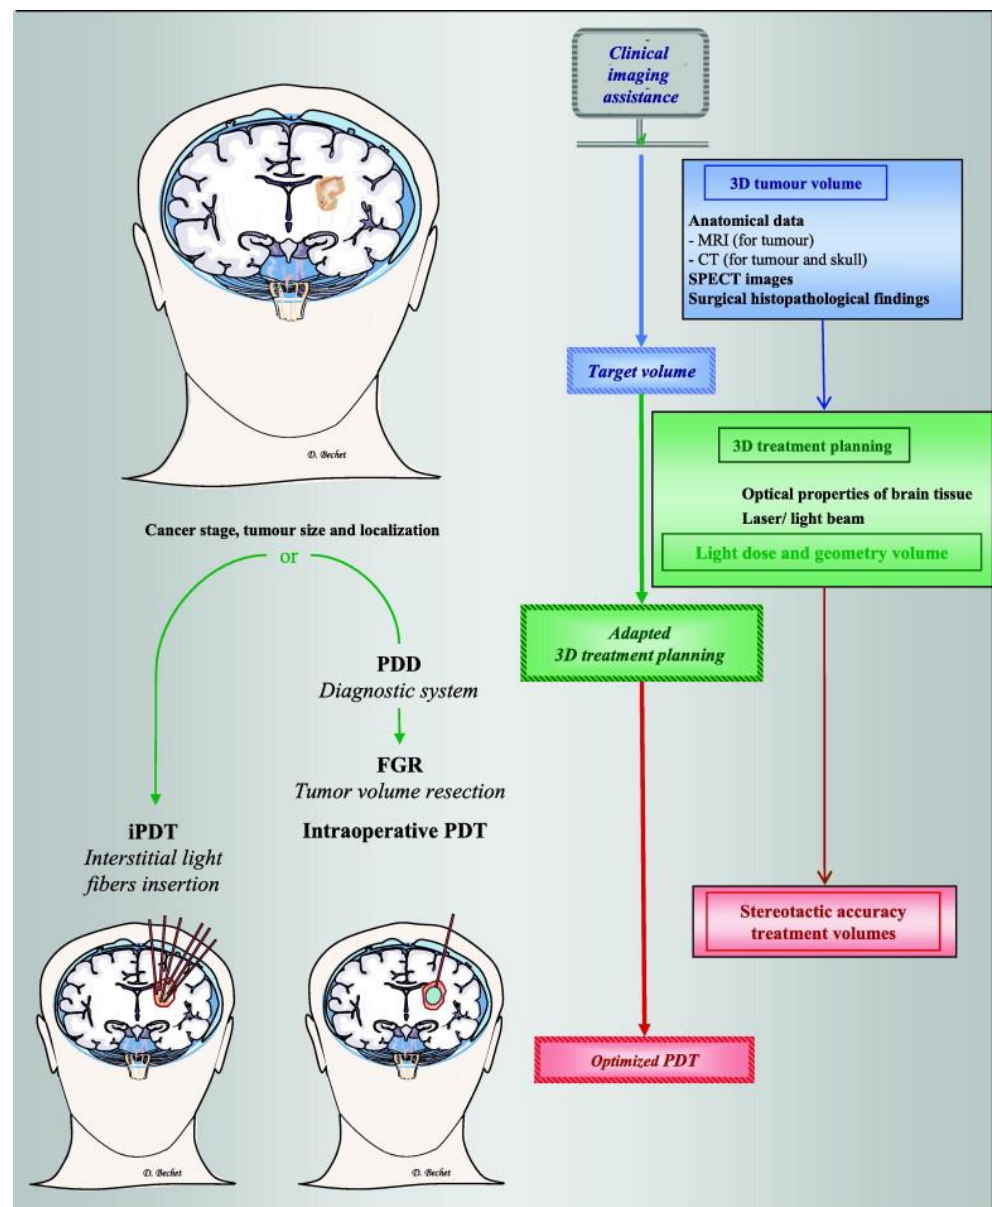 Clinical
imaging
assistance
3D tumour volume
Anatomical data
- MRI (for tumour)
- CT (for tumour and skull)
SPECT images
Surgical histopathological findings
Target volume
3D treatment planning
Optical properties of brain tissue
Laser/ light beam
Light dose and geometry volume
Adapted
3D treatment planning
Stereotactic accuracy
treatment volumes
Optimized PDT
D. Bechet
Cancer stage, tumour size and localization
or
PDD
Diagnostic system
FGR
Tumor volume resection
Intraoperative PDT
iPDT
Interstitial light
fibers insertion
D. Bechet
D. Bechet